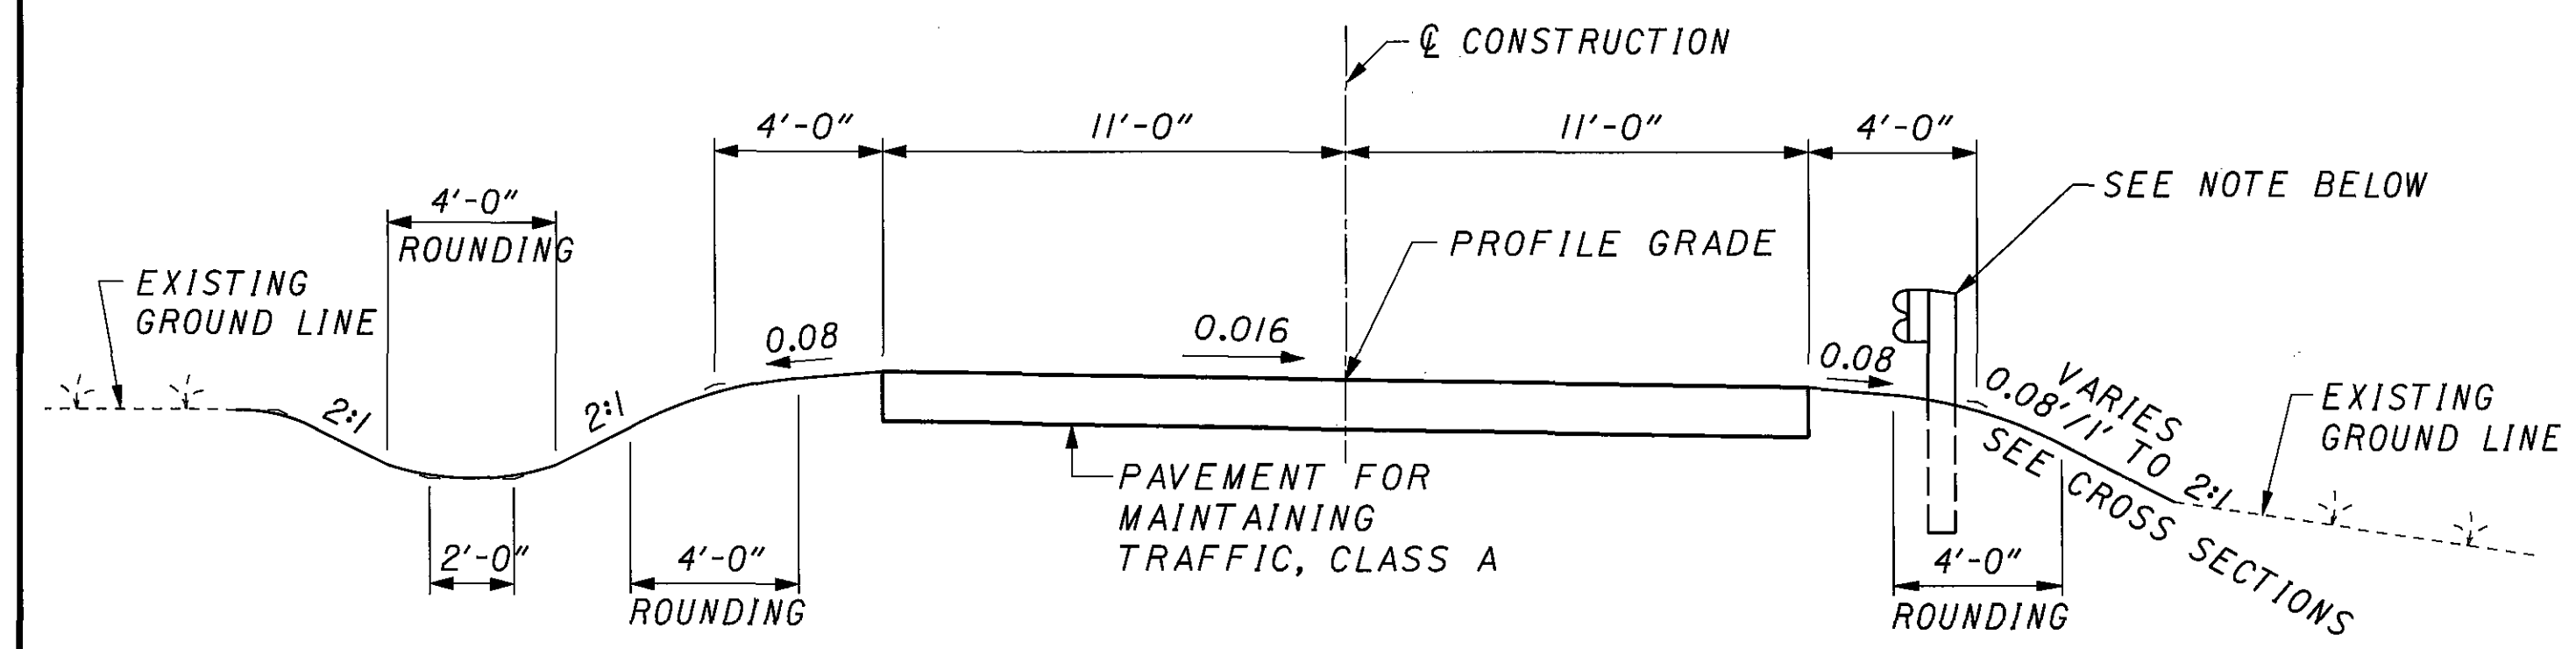 ℄ CONSTRUCTION
4'-0"
11'-0"
11'-0"
4'-0"
SEE NOTE BELOW
4'-0"
ROUNDING
PROFILE GRADE
EXISTING
GROUND LINE
0.08
0.016
0.08
VARIES
0.08'/1' TO 2:1
SEE CROSS SECTIONS
EXISTING
GROUND LINE
2:1
2:1
PAVEMENT FOR
MAINTAINING
TRAFFIC, CLASS A
2'-0"
4'-0"
ROUNDING
4'-0"
ROUNDING